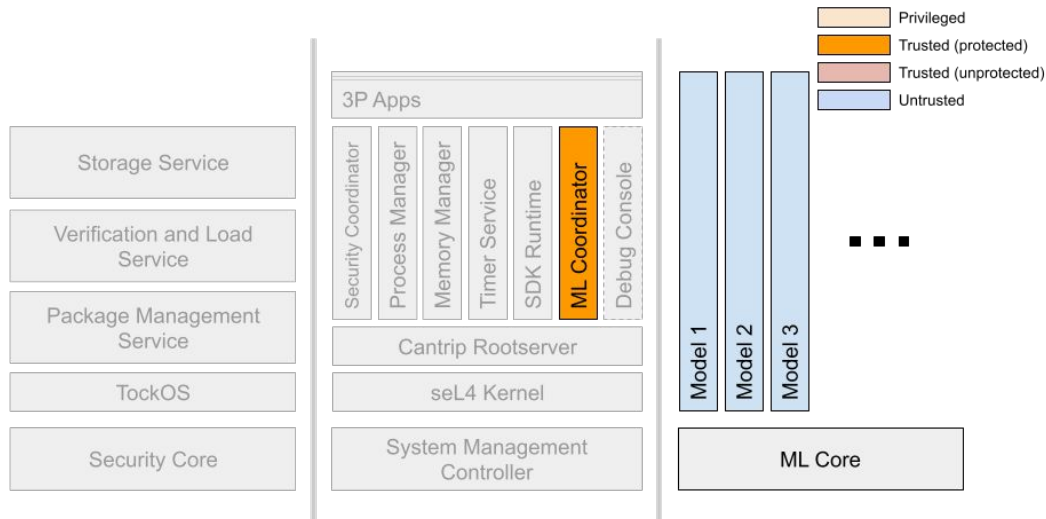 Privileged
Trusted (protected)
Trusted (unprotected)
Untrusted
Storage Service
Verification and Load
Service
Package Management
Service
TockOS
Security Core
3P Apps
Security Coordinator
Process Manager
Memory Manager
Timer Service
SDK Runtime
ML Coordinator
Debug Console
Cantrip Rootserver
seL4 Kernel
System Management
Controller
Model 1
Model 2
Model 3
ML Core